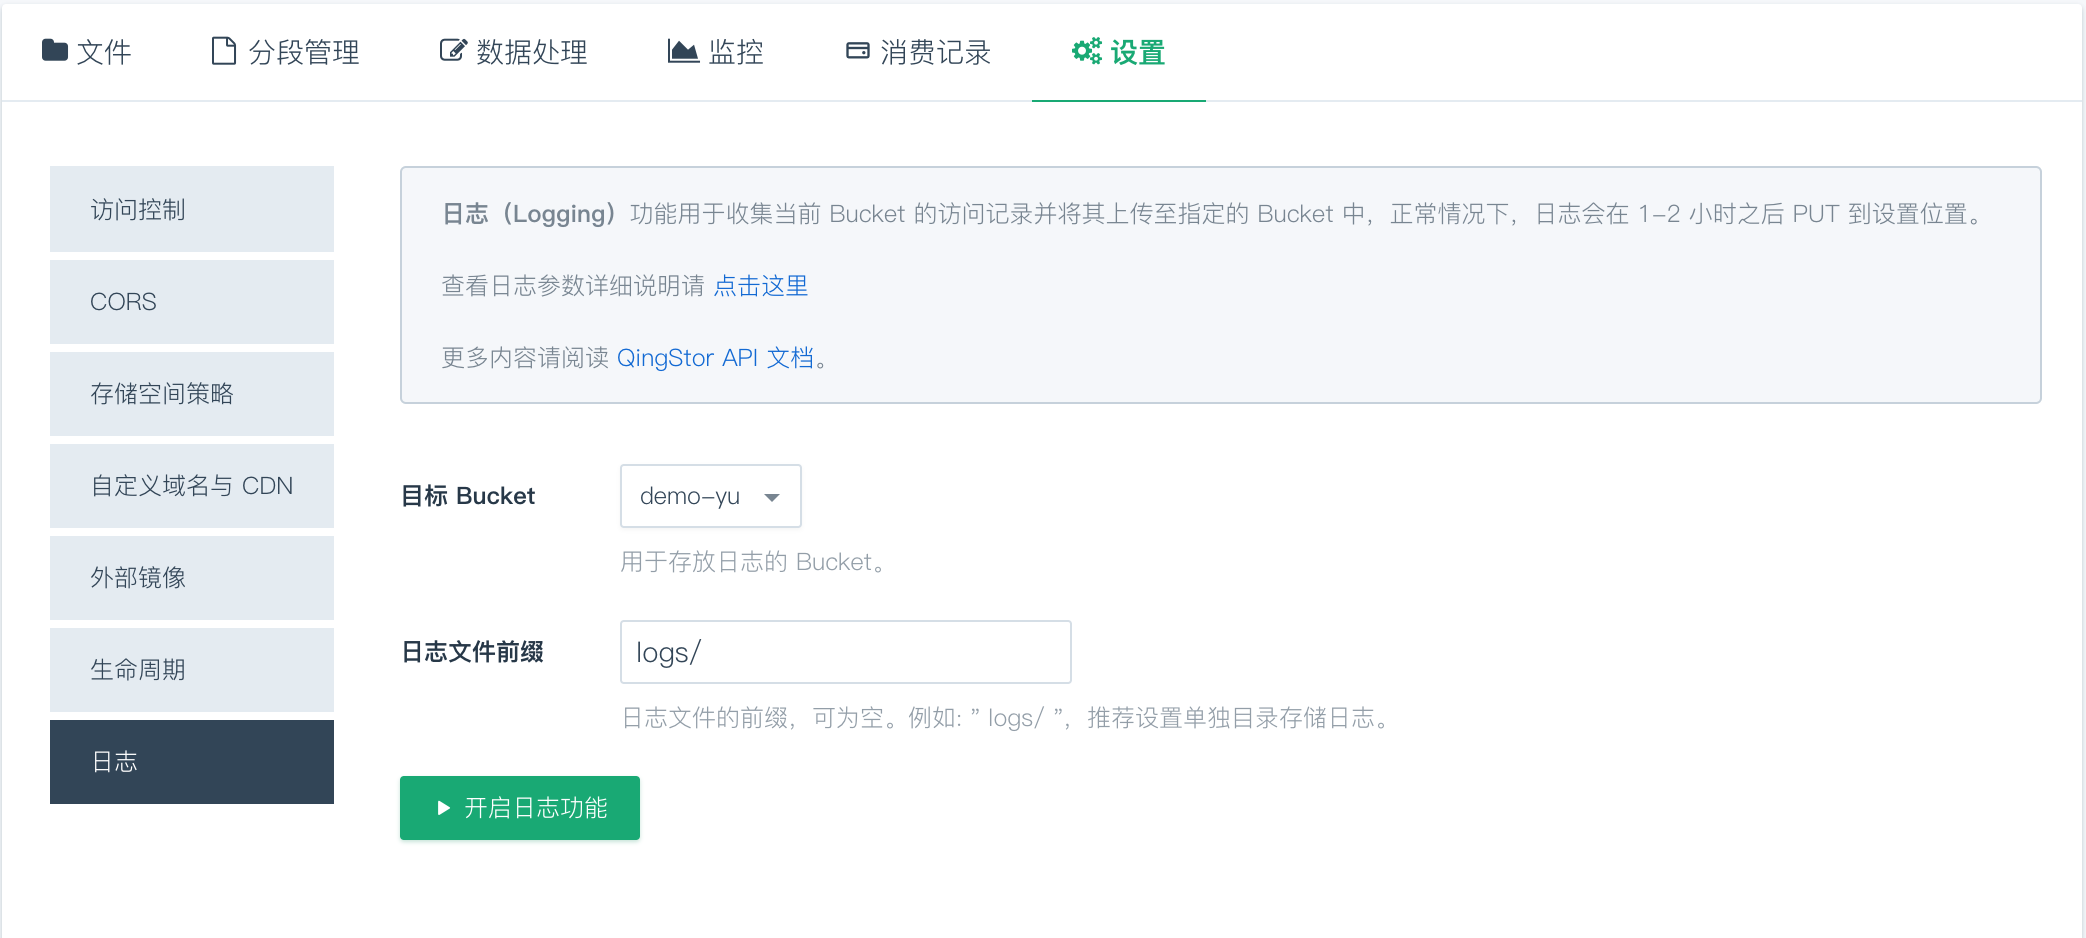 文件 分段管理 数据处理 监控 消费记录 设置
访问控制
CORS
存储空间策略
自定义域名与 CDN
外部镜像
生命周期
日志
日志（Logging）功能用于收集当前 Bucket 的访问记录并将其上传至指定的 Bucket 中，正常情况下，日志会在 1-2 小时之后 PUT 到设置位置。
查看日志参数详细说明请 点击这里
更多内容请阅读 QingStor API 文档。
目标 Bucket
demo-yu
用于存放日志的 Bucket。
日志文件前缀
logs/
日志文件的前缀，可为空。例如: ” logs/ ”，推荐设置单独目录存储日志。
开启日志功能